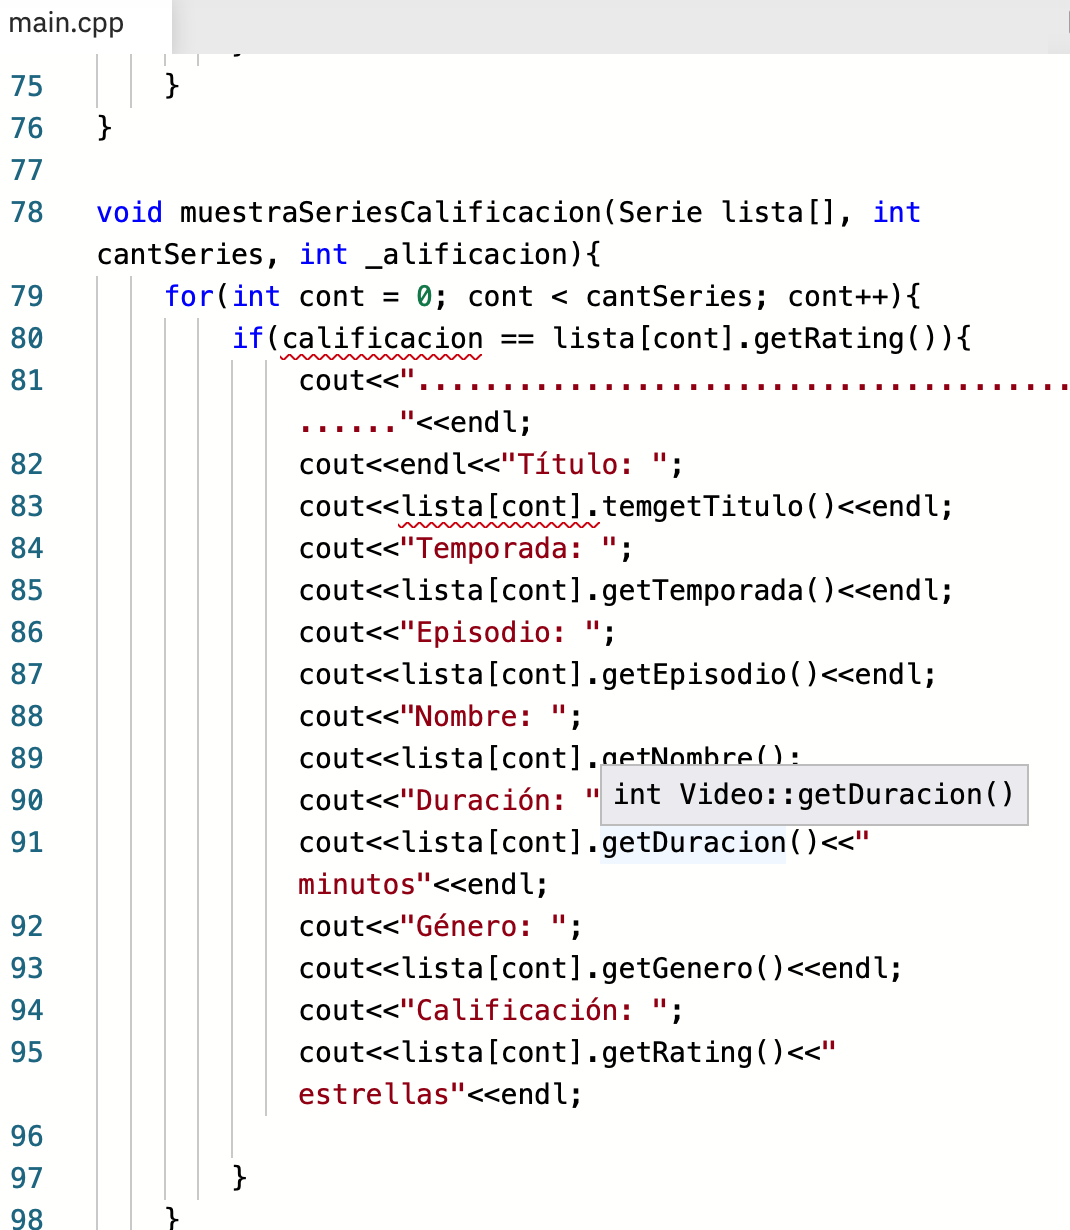 main.cpp
75 }
76 }
77
78 void muestraSeriesCalificacion(Serie lista[], int
cantSeries, int _alificacion){
79 for(int cont = 0; cont < cantSeries; cont++){
80 if(calificacion == lista[cont].getRating()){
81 cout<<".......................................
......"<<endl;
82 cout<<endl<<"Título: ";
83 cout<<lista[cont].temgetTitulo()<<endl;
84 cout<<"Temporada: ";
85 cout<<lista[cont].getTemporada()<<endl;
86 cout<<"Episodio: ";
87 cout<<lista[cont].getEpisodio()<<endl;
88 cout<<"Nombre: ";
89 cout<<lista[cont].getNombre();
90 cout<<"Duración: "
int Video::getDuracion()
91 cout<<lista[cont].getDuracion()<<"
minutos"<<endl;
92 cout<<"Género: ";
93 cout<<lista[cont].getGenero()<<endl;
94 cout<<"Calificación: ";
95 cout<<lista[cont].getRating()<<"
estrellas"<<endl;
96
97 }
98 }